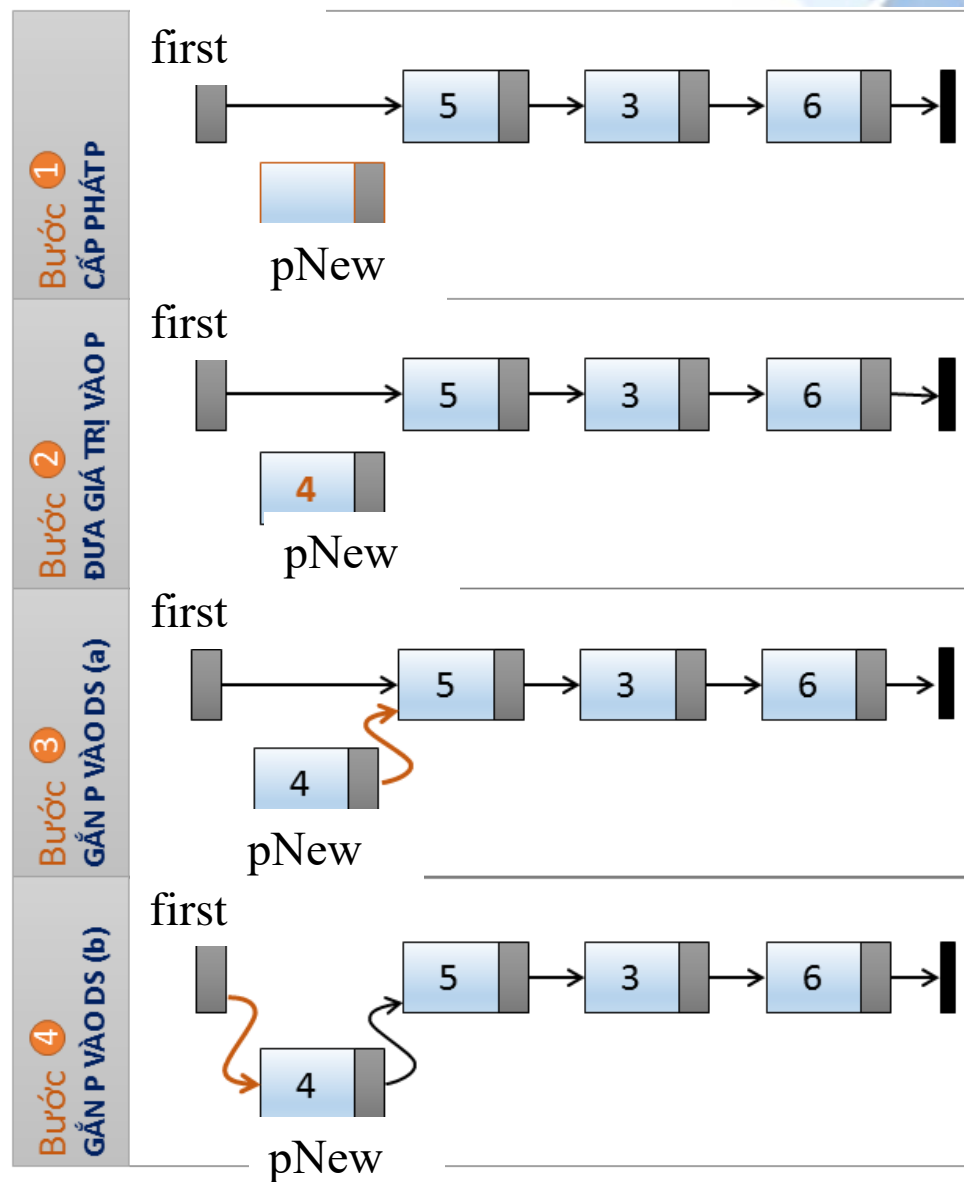 Bước 1
CẤP PHÁT P
first
5 3 6
pNew
Bước 2
ĐƯA GIÁ TRỊ VÀO P
first
5 3 6
4
pNew
Bước 3
GẮN P VÀO DS (a)
first
5 3 6
4
pNew
Bước 4
GẮN P VÀO DS (b)
first
5 3 6
4
pNew